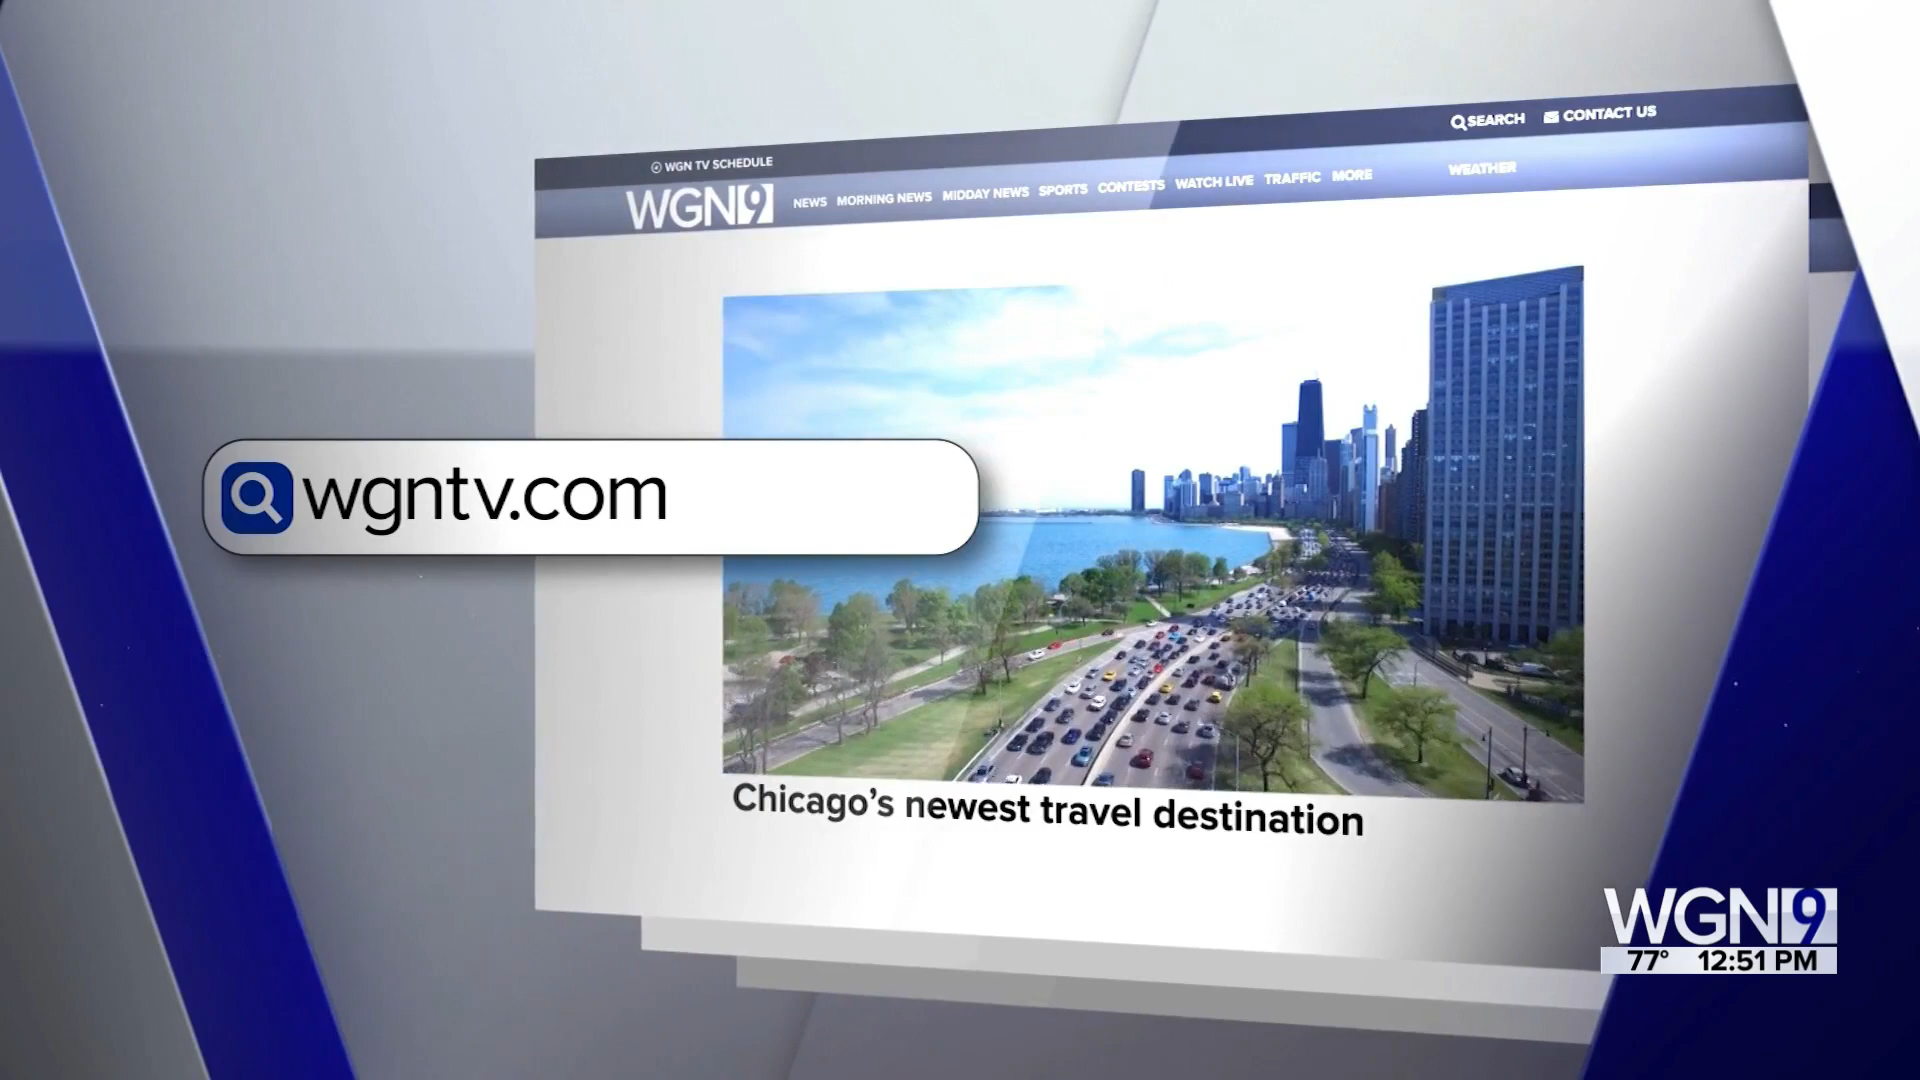 SEARCH CONTACT US
WGN TV SCHEDULE
WGN9 NEWS MORNING NEWS MIDDAY NEWS SPORTS CONTESTS WATCH LIVE TRAFFIC MORE WEATHER
wgntv.com
Chicago’s newest travel destination
WGN9
77° 12:51 PM